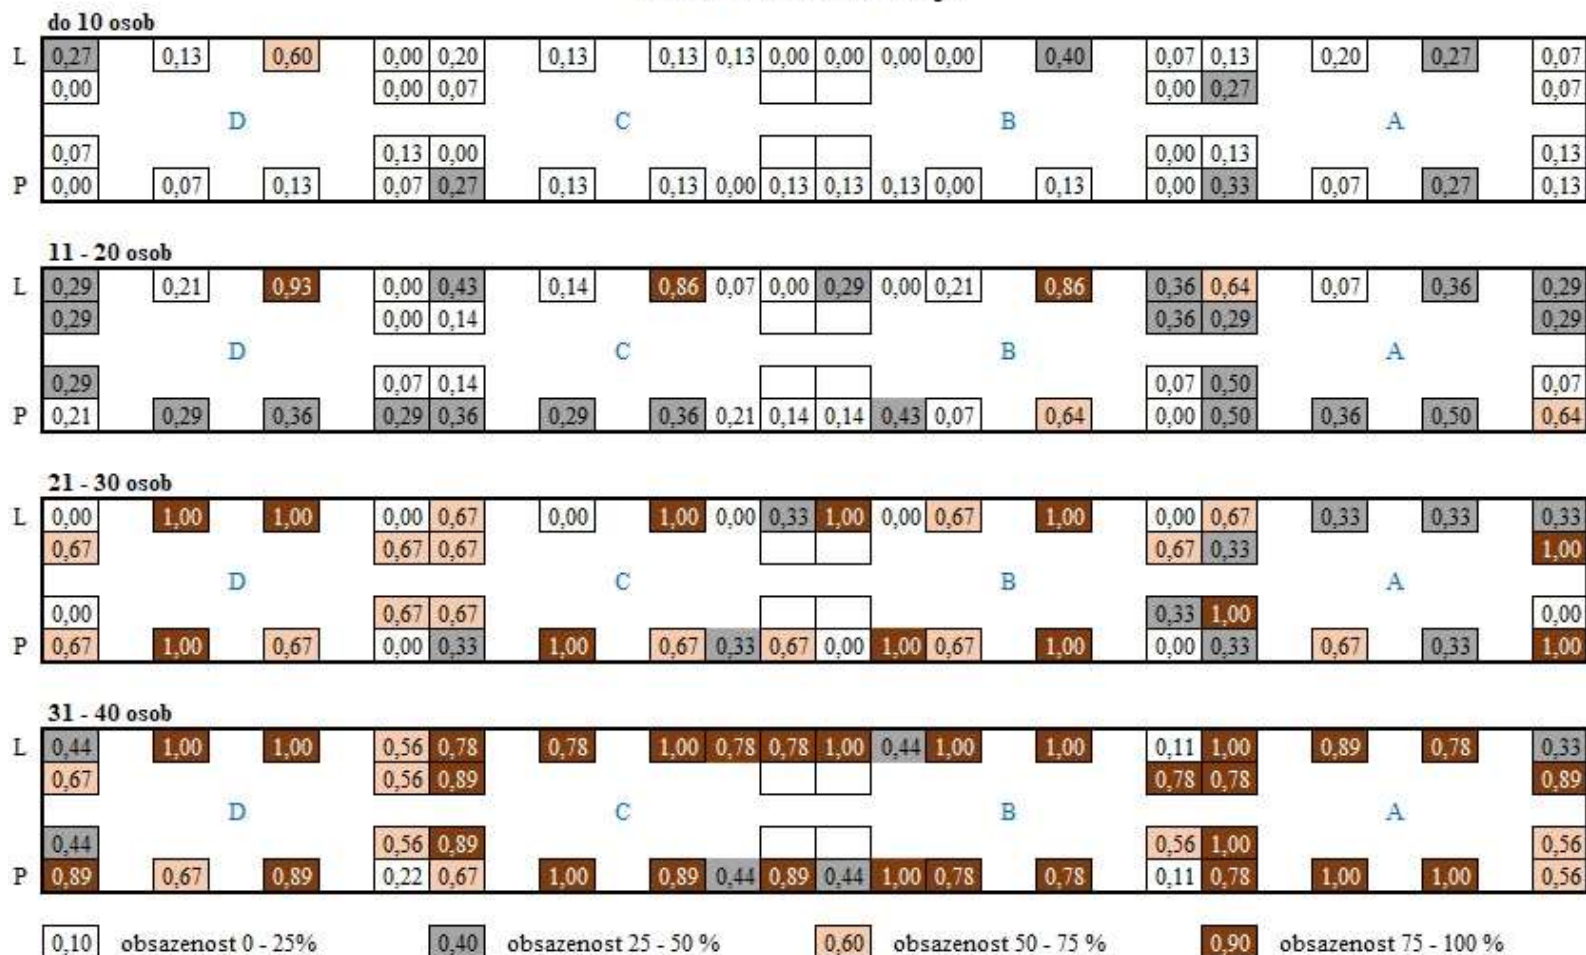 do 10 osob
L 0,27 0,13 0,60 0,00 0,20 0,13 0,13 0,13 0,00 0,00 0,00 0,00 0,40 0,07 0,13 0,20 0,27 0,07
0,00 0,00 0,07 0,00 0,27 0,07
D C B A
0,07 0,13 0,00 0,00 0,13 0,13
P 0,00 0,07 0,13 0,07 0,27 0,13 0,13 0,00 0,13 0,13 0,13 0,00 0,13 0,00 0,33 0,07 0,27 0,13
11 - 20 osob
L 0,29 0,21 0,93 0,00 0,43 0,14 0,86 0,07 0,00 0,29 0,00 0,21 0,86 0,36 0,64 0,07 0,36 0,29
0,29 0,00 0,14 0,36 0,29 0,29
D C B A
0,29 0,07 0,14 0,07 0,50 0,07
P 0,21 0,29 0,36 0,29 0,36 0,29 0,36 0,21 0,14 0,14 0,43 0,07 0,64 0,00 0,50 0,36 0,50 0,64
21 - 30 osob
L 0,00 1,00 1,00 0,00 0,67 0,00 1,00 0,00 0,33 1,00 0,00 0,67 1,00 0,00 0,67 0,33 0,33 0,33
0,67 0,67 0,67 0,67 0,33 1,00
D C B A
0,00 0,67 0,67 0,33 1,00 0,00
P 0,67 1,00 0,67 0,00 0,33 1,00 0,67 0,33 0,67 0,00 1,00 0,67 1,00 0,00 0,33 0,67 0,33 1,00
31 - 40 osob
L 0,44 1,00 1,00 0,56 0,78 0,78 1,00 0,78 0,78 1,00 0,44 1,00 1,00 0,11 1,00 0,89 0,78 0,33
0,67 0,56 0,89 0,78 0,78 0,89
D C B A
0,44 0,56 0,89 0,56 1,00 0,56
P 0,89 0,67 0,89 0,22 0,67 1,00 0,89 0,44 0,89 0,44 1,00 0,78 0,78 0,11 0,78 1,00 1,00 0,56
0,10 obsazenost 0 - 25% 0,40 obsazenost 25 - 50 % 0,60 obsazenost 50 - 75 % 0,90 obsazenost 75 - 100 %